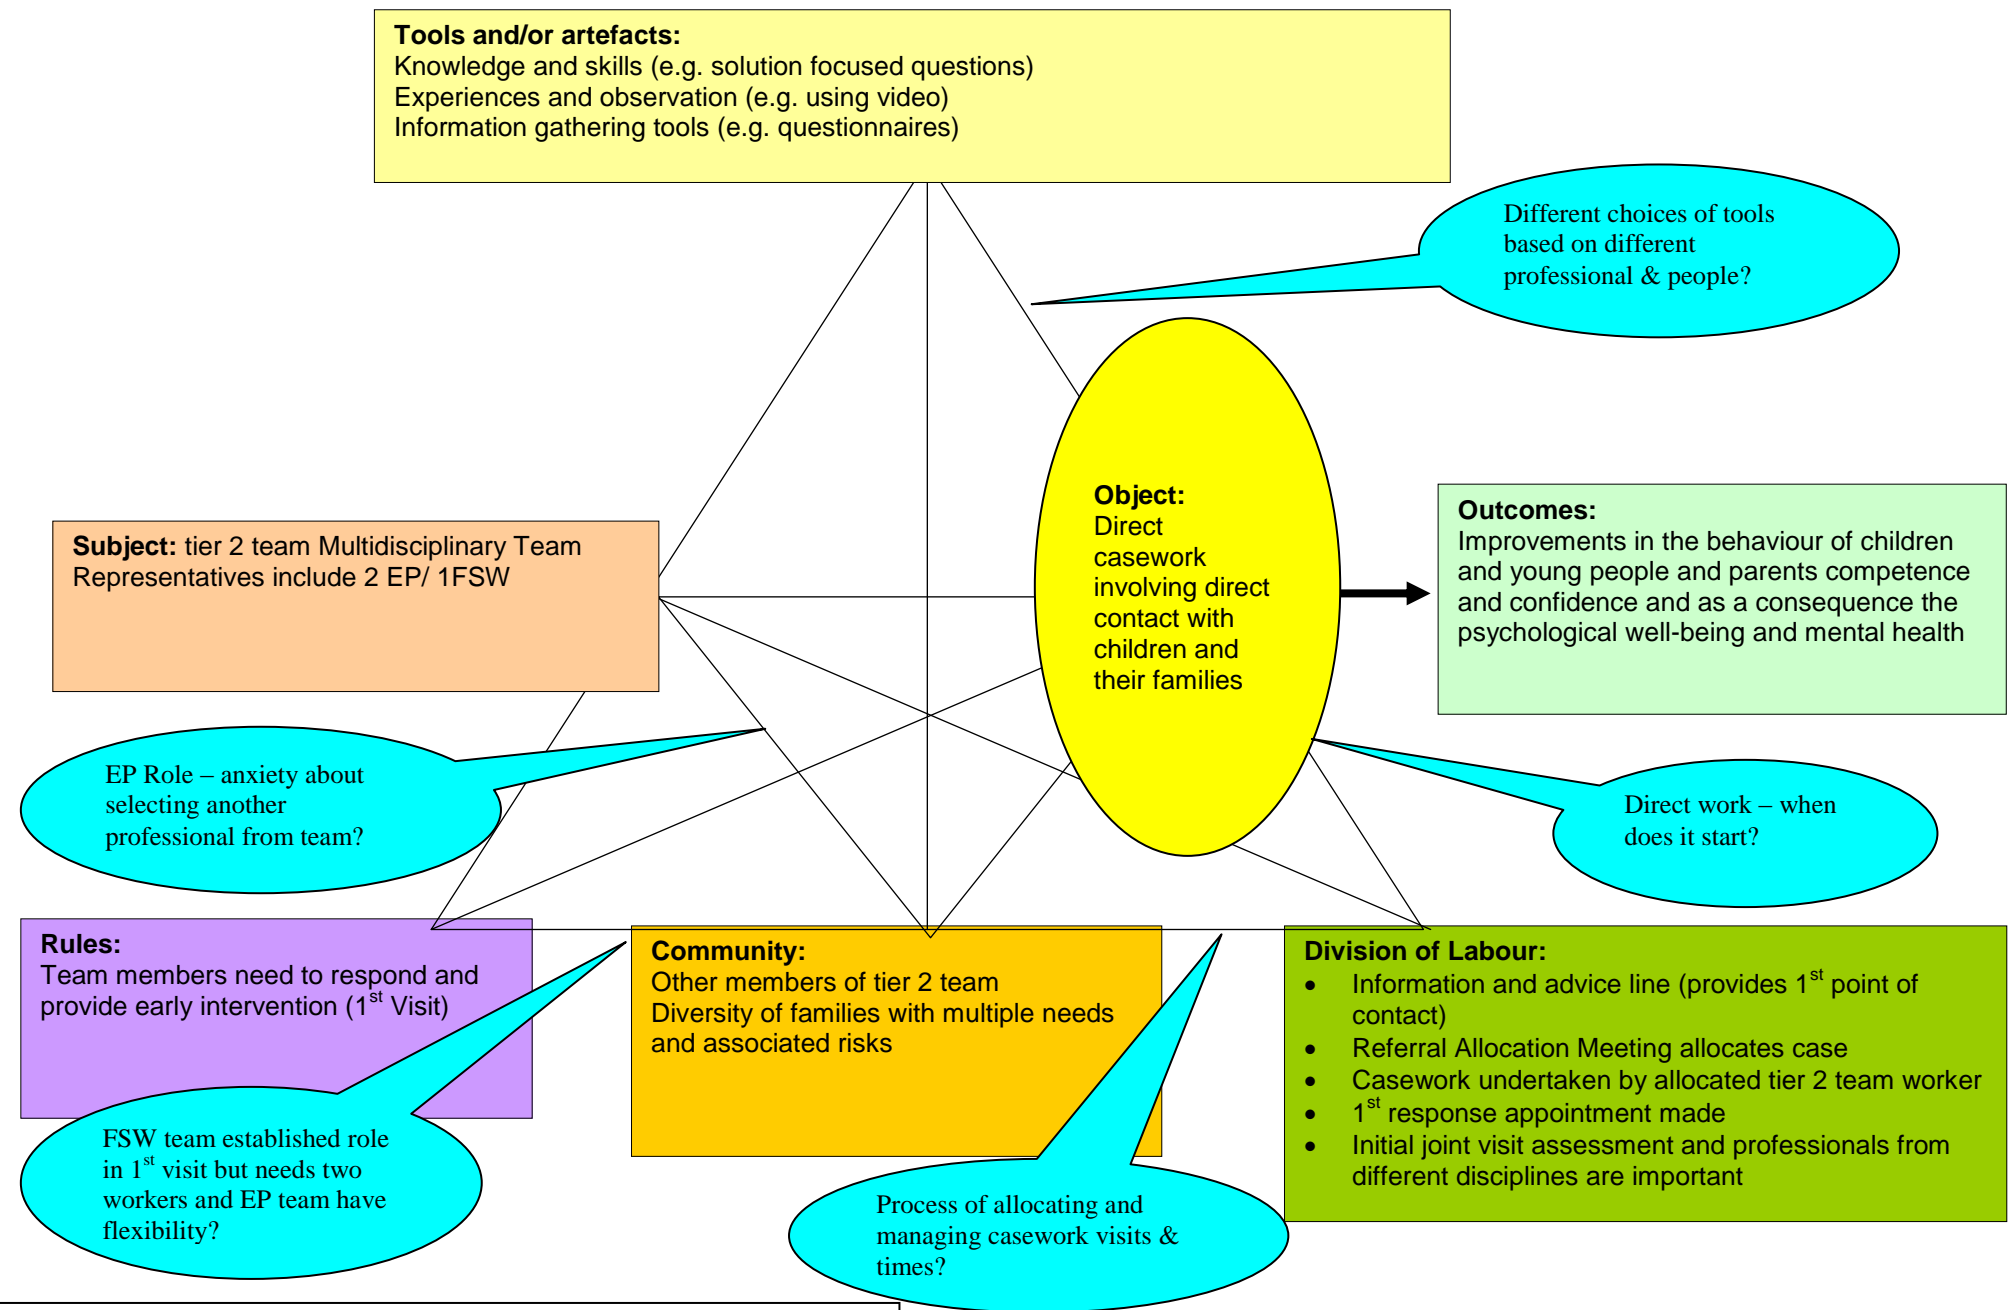 Tools and/or artefacts:
Knowledge and skills (e.g. solution focused questions)
Experiences and observation (e.g. using video)
Information gathering tools (e.g. questionnaires)
Different choices of tools
based on different
professional & people?
Object:
Direct
casework
involving direct
contact with
children and
their families
Outcomes:
Improvements in the behaviour of children
and young people and parents competence
and confidence and as a consequence the
psychological well-being and mental health
Subject: tier 2 team Multidisciplinary Team
Representatives include 2 EP/ 1FSW
EP Role – anxiety about
selecting another
professional from team?
Direct work – when
does it start?
Rules:
Team members need to respond and
provide early intervention (1st Visit)
Community:
Other members of tier 2 team
Diversity of families with multiple needs
and associated risks
Division of Labour:
• Information and advice line (provides 1st point of
contact)
• Referral Allocation Meeting allocates case
• Casework undertaken by allocated tier 2 team worker
• 1st response appointment made
• Initial joint visit assessment and professionals from
different disciplines are important
FSW team established role
in 1st visit but needs two
workers and EP team have
flexibility?
Process of allocating and
managing casework visits &
times?